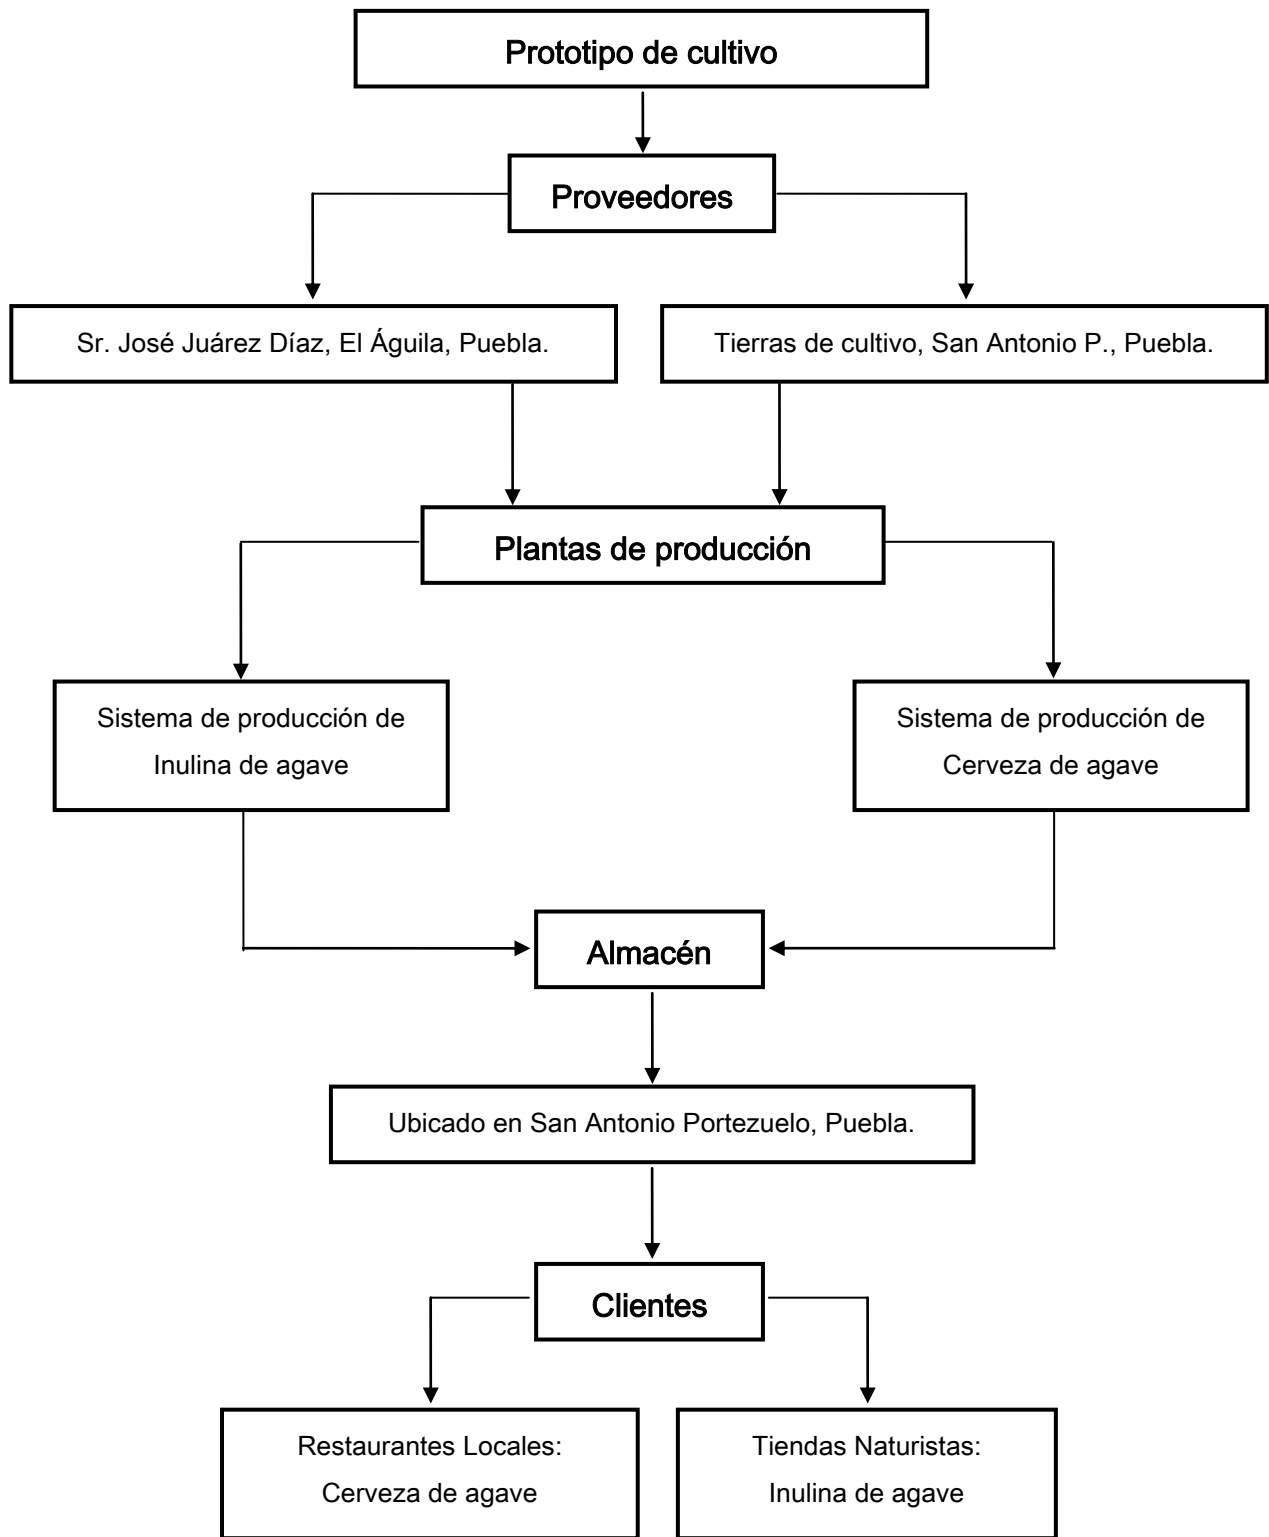 Prototipo de cultivo
Proveedores
Sr. José Juárez Díaz, El Águila, Puebla.
Tierras de cultivo, San Antonio P., Puebla.
Plantas de producción
Sistema de producción de
Inulina de agave
Sistema de producción de
Cerveza de agave
Almacén
Ubicado en San Antonio Portezuelo, Puebla.
Clientes
Restaurantes Locales:
Cerveza de agave
Tiendas Naturistas:
Inulina de agave